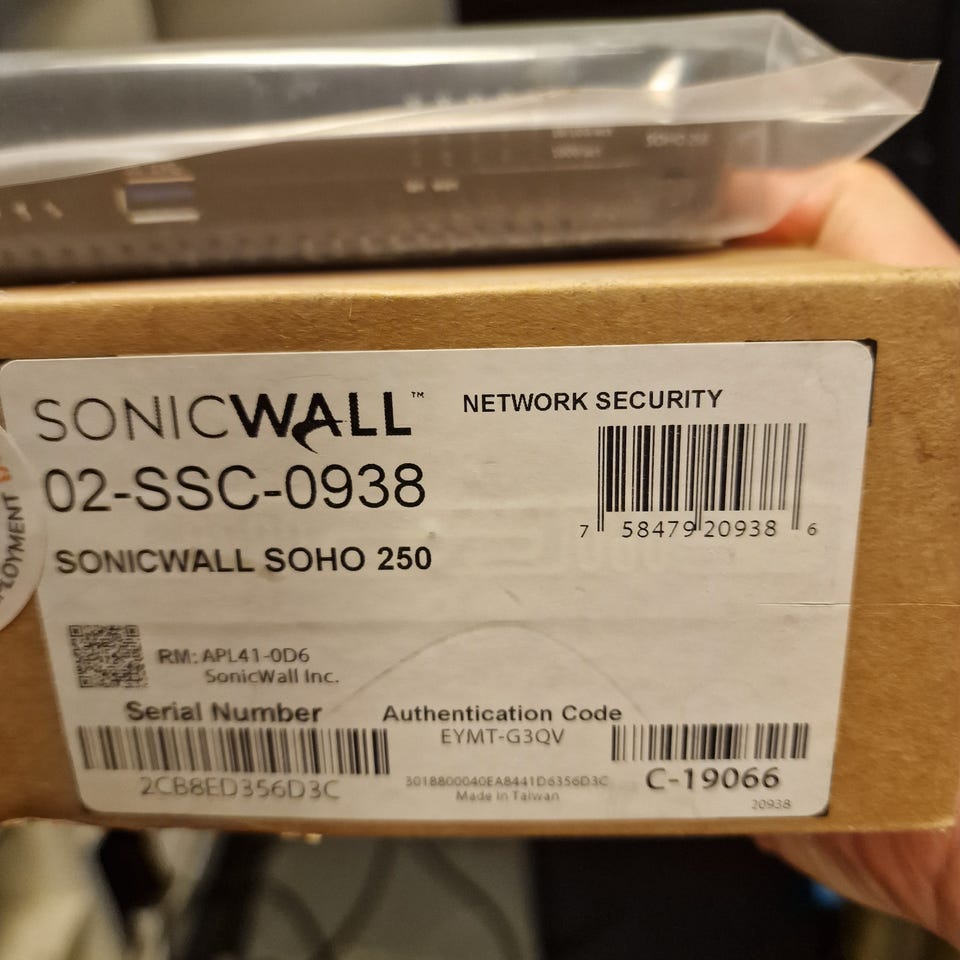 SONICWALL™
NETWORK SECURITY
02-SSC-0938
7 58479 20938 6
SONICWALL SOHO 250
RM: APL41-0D6
SonicWall Inc.
Serial Number
Authentication Code
EYMT-G3QV
2CB8ED356D3C
3018800040EA8441D6356D3C
C-19066
Made in Taiwan
20938